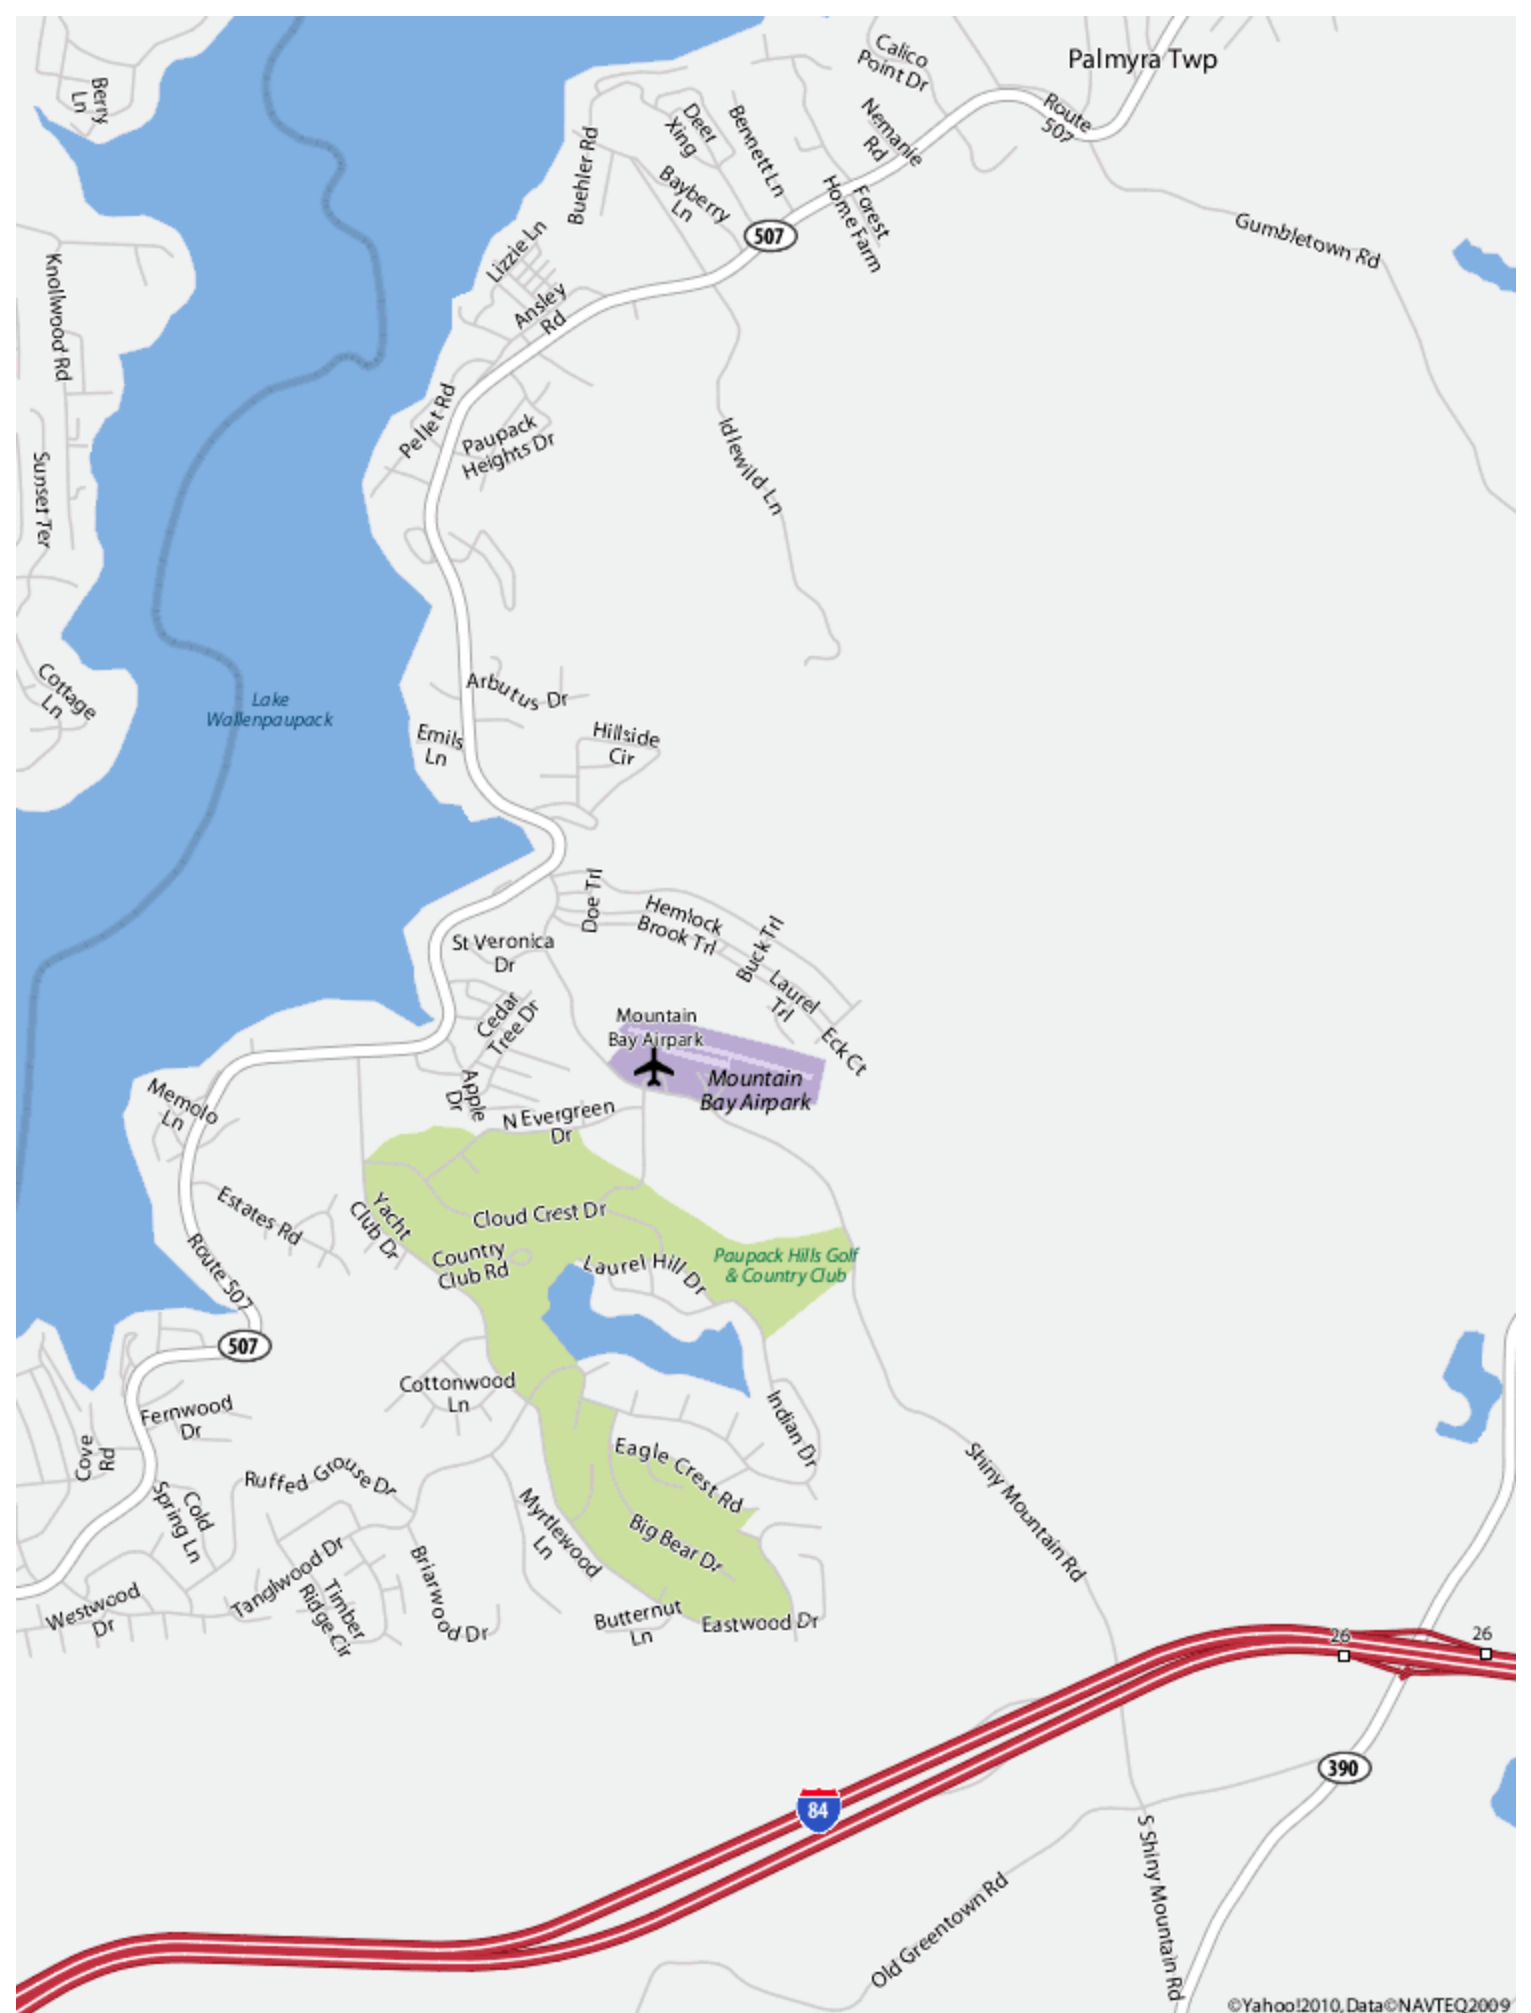 Palmyra Twp
Calico
Point Dr
Berry
Ln
Route
507
Nemanie
Rd
Deer
Xing
Bennett Ln
Buehler Rd
Bayberry
Ln
Forest
Home Farm
507
Gumbletown Rd
Lizzie Ln
Knollwood Rd
Ansley
Rd
Pellet Rd
Paupack
Heights Dr
Idlewild Ln
Sunset Ter
Cottage
Ln
Lake
Wallenpaupack
Arbutus Dr
Emils
Ln
Hillside
Cir
Doe Trl
Hemlock
Brook Trl
Buck Trl
St Veronica
Dr
Laurel
Trl
Cedar
Tree Dr
Eck Ct
Mountain
Bay Airpark
Mountain
Bay Airpark
Memolo
Ln
Apple
Dr
N Evergreen
Dr
Estates Rd
Yacht
Club Dr
Cloud Crest Dr
Country
Club Rd
Laurel Hill Dr
Paupack Hills Golf
& Country Club
Route 507
507
Cottonwood
Ln
Fernwood
Dr
Indian Dr
Cove
Rd
Ruffed Grouse Dr
Eagle Crest Rd
Shiny Mountain Rd
Cold
Spring Ln
Myrtlewood
Ln
Big Bear Dr
Tanglwood Dr
Timber
Ridge Cir
Briarwood Dr
Westwood
Dr
Butternut
Ln
Eastwood Dr
26
26
390
84
S Shiny Mountain Rd
Old Greentown Rd
©Yahoo!2010, Data©NAVTEQ2009